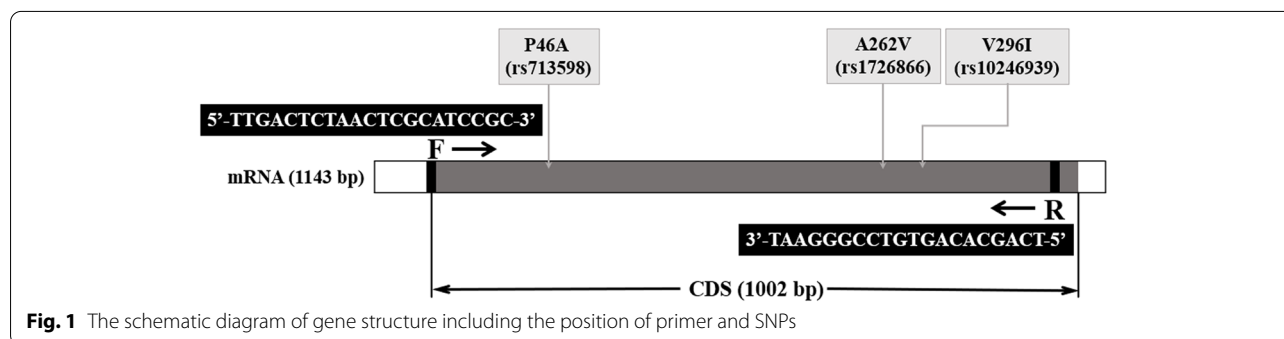 P46A
(rs713598)
A262V
(rs1726866)
V296I
(rs10246939)
5’-TTGACTCTAACTCGCATCCGC-3’
F
mRNA (1143 bp)
R
3’-TAAGGGCCTGTGACACGACT-5’
CDS (1002 bp)
Fig. 1 The schematic diagram of gene structure including the position of primer and SNPs